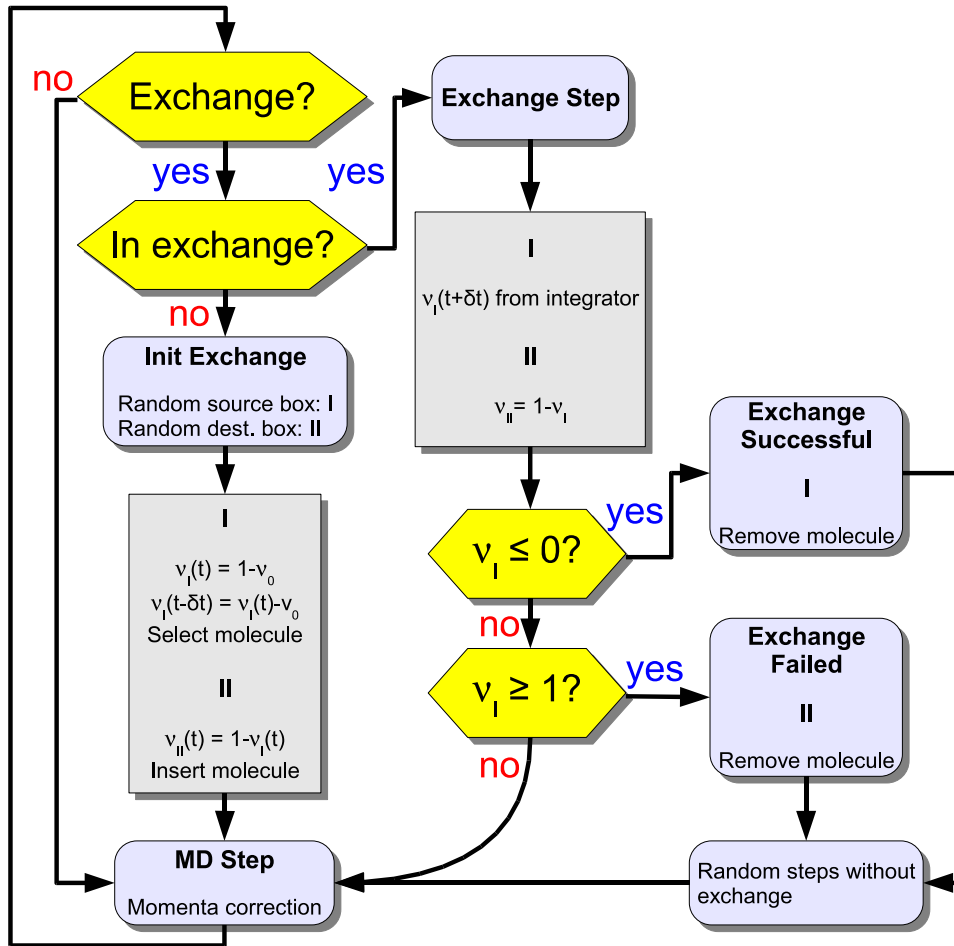 Exchange?
no
yes
In exchange?
yes
no
Init Exchange
Random source box: I
Random dest. box: II
I
νI(t) = 1-ν0
νI(t-δt) = νI(t)-v0
Select molecule
II
νII(t) = 1-νI(t)
Insert molecule
MD Step
Momenta correction
Exchange Step
I
νI(t+δt) from integrator
II
νII= 1-νI
νI ≤ 0?
yes
no
νI ≥ 1?
yes
no
Exchange
Successful
I
Remove molecule
Exchange
Failed
II
Remove molecule
Random steps without
exchange